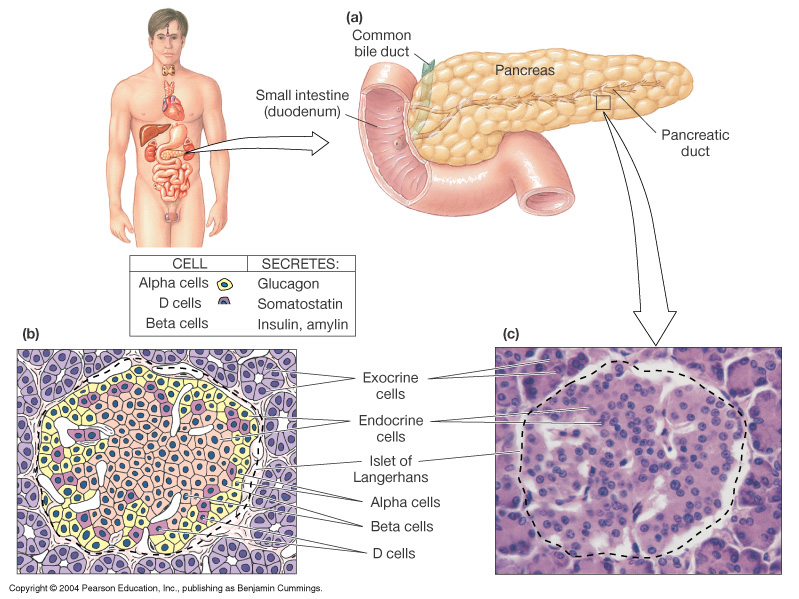 (a)
Common
bile duct
Pancreas
Small intestine
(duodenum)
Pancreatic
duct
CELL SECRETES:
Alpha cells Glucagon
D cells Somatostatin
Beta cells Insulin, amylin
(b)
(c)
Exocrine
cells
Endocrine
cells
Islet of
Langerhans
Alpha cells
Beta cells
D cells
Copyright © 2004 Pearson Education, Inc., publishing as Benjamin Cummings.